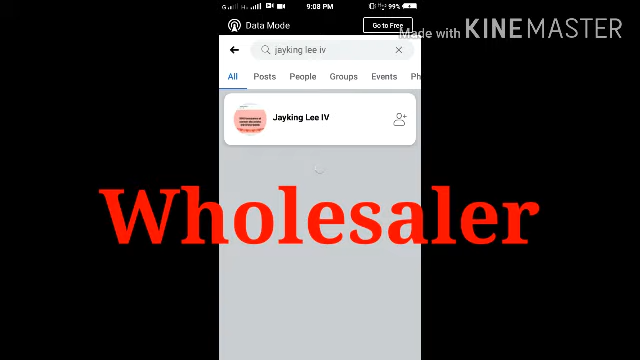 9:08 PM
99%
Data Mode
Go to Free
Made with KINEMASTER
jayking lee iv
All Posts People Groups Events Ph
Jayking Lee IV
Wholesaler